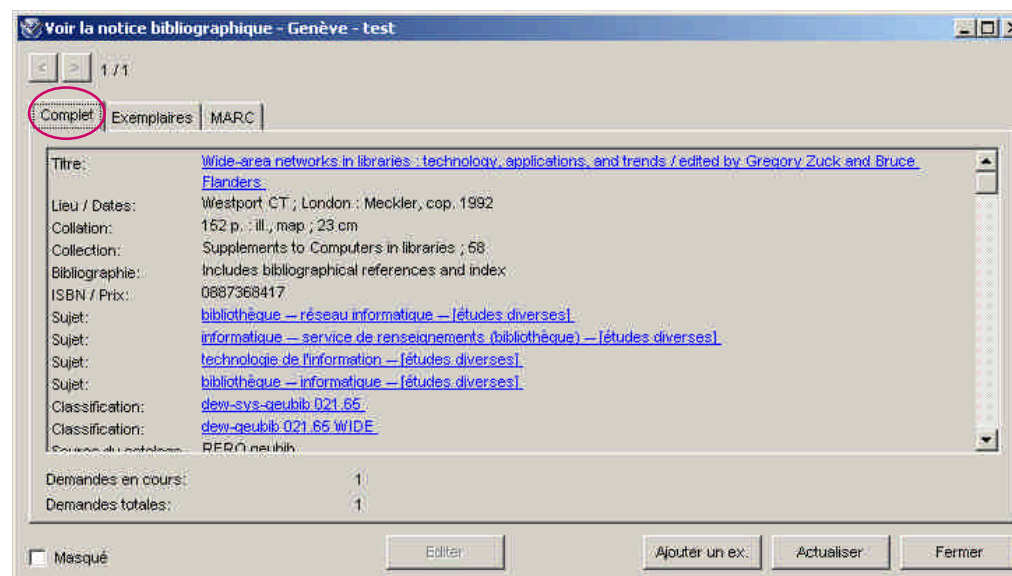 Voir la notice bibliographique - Genève - test
< > 1 / 1
Complet Exemplaires MARC
Titre: Wide-area networks in libraries : technology, applications, and trends / edited by Gregory Zuck and Bruce
Flanders.
Lieu / Dates: Westport CT ; London : Meckler, cop. 1992
Collation: 152 p. : ill., map ; 23 cm
Collection: Supplements to Computers in libraries ; 58
Bibliographie: Includes bibliographical references and index
ISBN / Prix: 0887368417
Sujet: bibliothèque -- réseau informatique -- [études diverses]
Sujet: informatique -- service de renseignements (bibliothèque) -- [études diverses]
Sujet: technologie de l'information -- [études diverses]
Sujet: bibliothèque -- informatique -- [études diverses]
Classification: dew-sys-geubib 021.65
Classification: dew-geubib 021.65 WIDE
Source du catalogage RERO geubib
Demandes en cours: 1
Demandes totales: 1
Masqué Editer Ajouter un ex. Actualiser Fermer